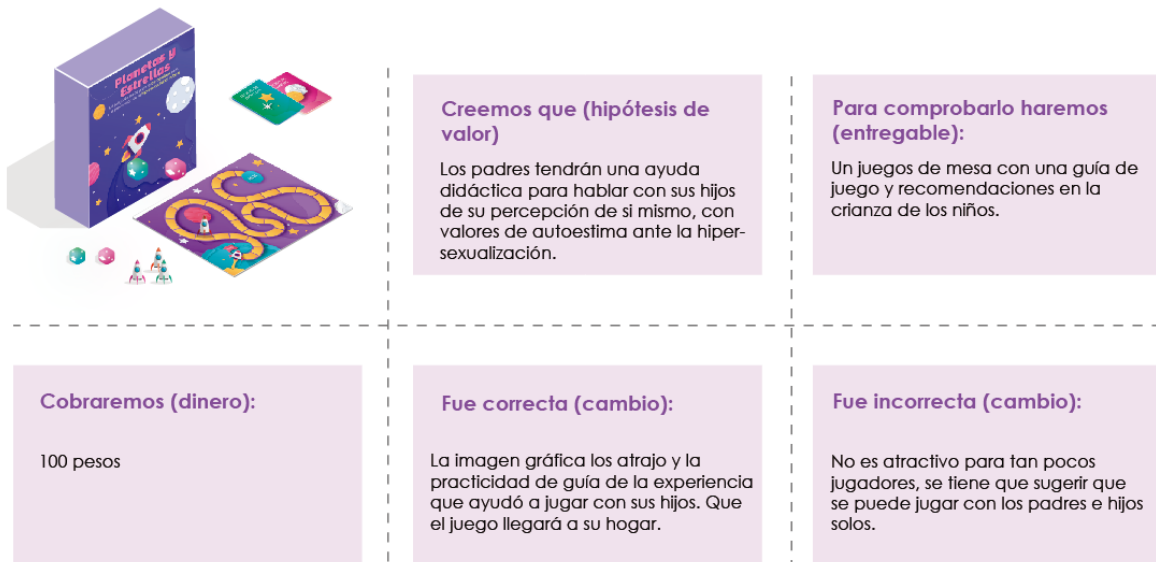 Planetas y
Estrellas
Creemos que (hipótesis de
valor)
Los padres tendrán una ayuda
didáctica para hablar con sus hijos
de su percepción de si mismo, con
valores de autoestima ante la hiper-
sexualización.
Para comprobarlo haremos
(entregable):
Un juegos de mesa con una guía de
juego y recomendaciones en la
crianza de los niños.
Cobraremos (dinero):
100 pesos
Fue correcta (cambio):
La imagen gráfica los atrajo y la
practicidad de guía de la experiencia
que ayudó a jugar con sus hijos. Que
el juego llegará a su hogar.
Fue incorrecta (cambio):
No es atractivo para tan pocos
jugadores, se tiene que sugerir que
se puede jugar con los padres e hijos
solos.